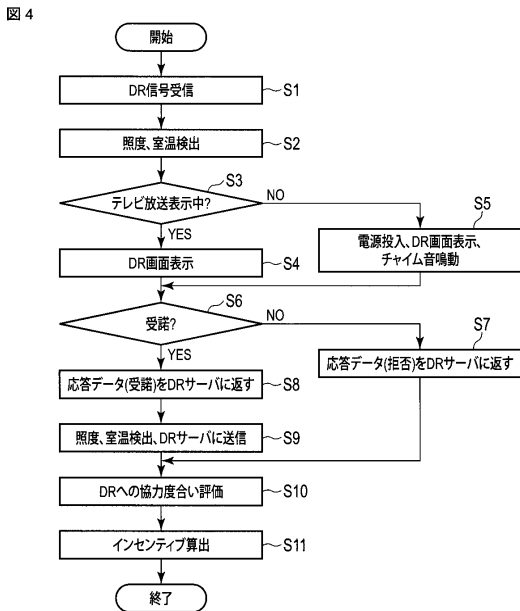 図４
開始
DR信号受信
S1
照度、室温検出
S2
テレビ放送表示中?
S3
NO
YES
電源投入、DR画面表示、
チャイム音鳴動
S5
DR画面表示
S4
受諾?
S6
NO
YES
応答データ(拒否)をDRサーバに返す
S7
応答データ(受諾)をDRサーバに返す
S8
照度、室温検出、DRサーバに送信
S9
DRへの協力度合い評価
S10
インセンティブ算出
S11
終了